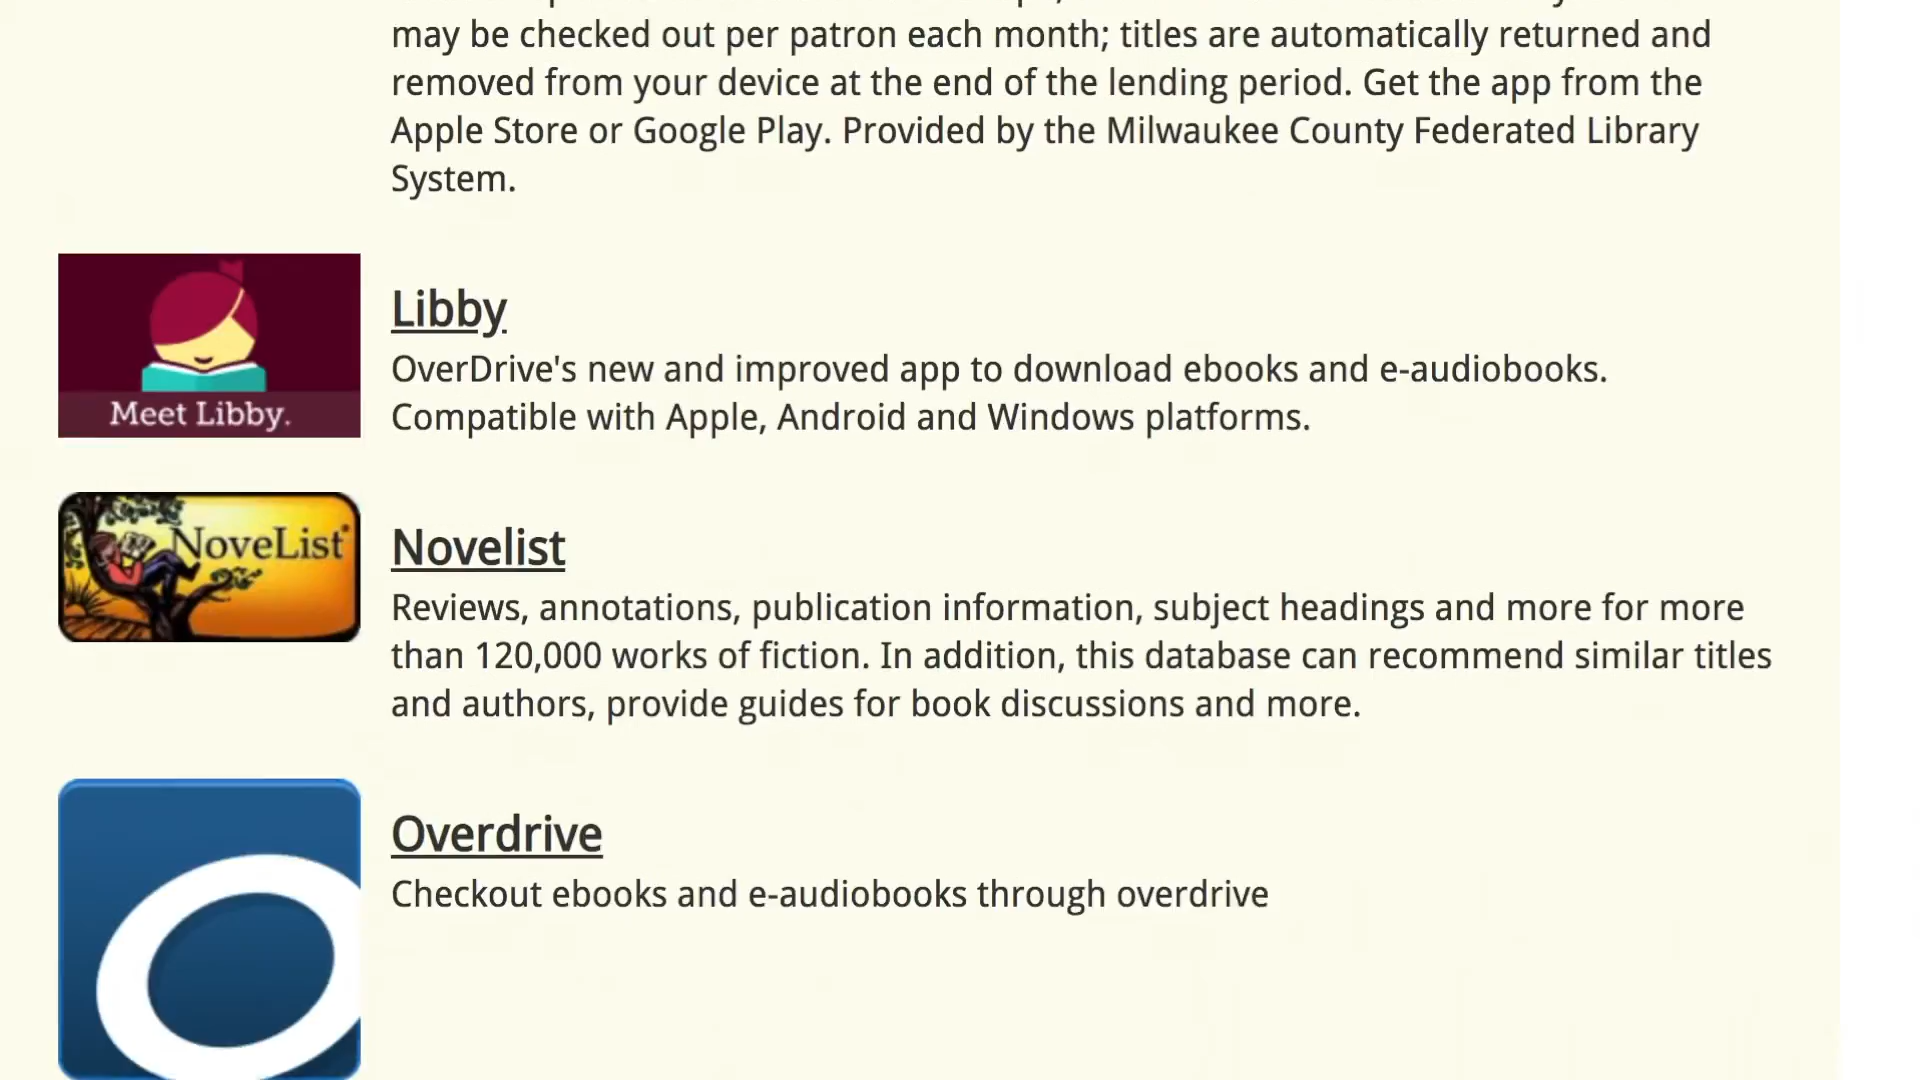 may be checked out per patron each month; titles are automatically returned and
removed from your device at the end of the lending period. Get the app from the
Apple Store or Google Play. Provided by the Milwaukee County Federated Library
System.
Meet Libby.
Libby
OverDrive's new and improved app to download ebooks and e-audiobooks.
Compatible with Apple, Android and Windows platforms.
NoveList®
Novelist
Reviews, annotations, publication information, subject headings and more for more
than 120,000 works of fiction. In addition, this database can recommend similar titles
and authors, provide guides for book discussions and more.
Overdrive
Checkout ebooks and e-audiobooks through overdrive